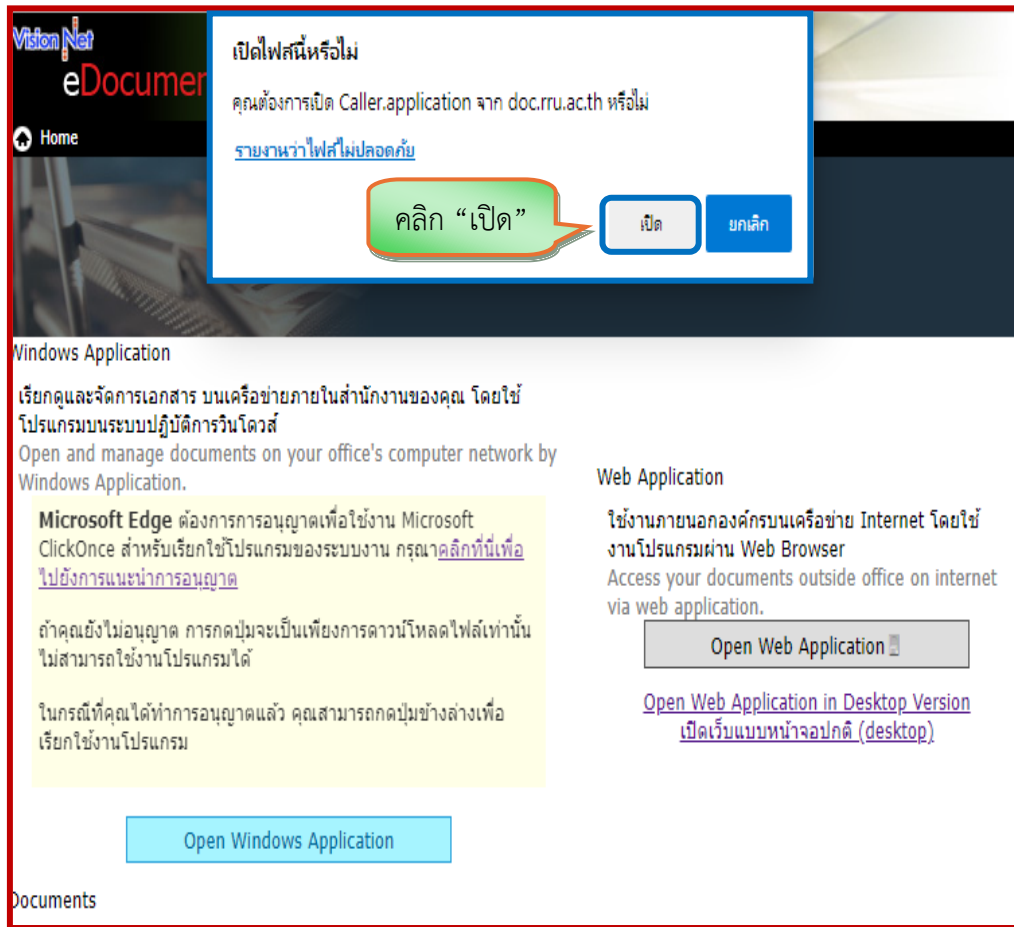 Vision Net
eDocumen
Home
เปิดไฟล์นี้หรือไม่
คุณต้องการเปิด Caller.application จาก doc.rru.ac.th หรือไม่
รายงานว่าไฟล์ไม่ปลอดภัย
คลิก “เปิด”
เปิด
ยกเลิก
Windows Application
เรียกดูและจัดการเอกสาร บนเครือข่ายภายในสำนักงานของคุณ โดยใช้
โปรแกรมบนระบบปฏิบัติการวินโดวส์
Open and manage documents on your office's computer network by
Windows Application.
Microsoft Edge ต้องการการอนุญาตเพื่อใช้งาน Microsoft
ClickOnce สำหรับเรียกใช้โปรแกรมของระบบงาน กรุณาคลิกที่นี่เพื่อ
ไปยังการแนะนำการอนุญาต
ถ้าคุณยังไม่อนุญาต การกดปุ่มจะเป็นเพียงการดาวน์โหลดไฟล์เท่านั้น
ไม่สามารถใช้งานโปรแกรมได้
ในกรณีที่คุณได้ทำการอนุญาตแล้ว คุณสามารถกดปุ่มข้างล่างเพื่อ
เรียกใช้งานโปรแกรม
Open Windows Application
Web Application
ใช้งานภายนอกองค์กรบนเครือข่าย Internet โดยใช้
งานโปรแกรมผ่าน Web Browser
Access your documents outside office on internet
via web application.
Open Web Application
Open Web Application in Desktop Version
เปิดเว็บแบบหน้าจอปกติ (desktop)
Documents